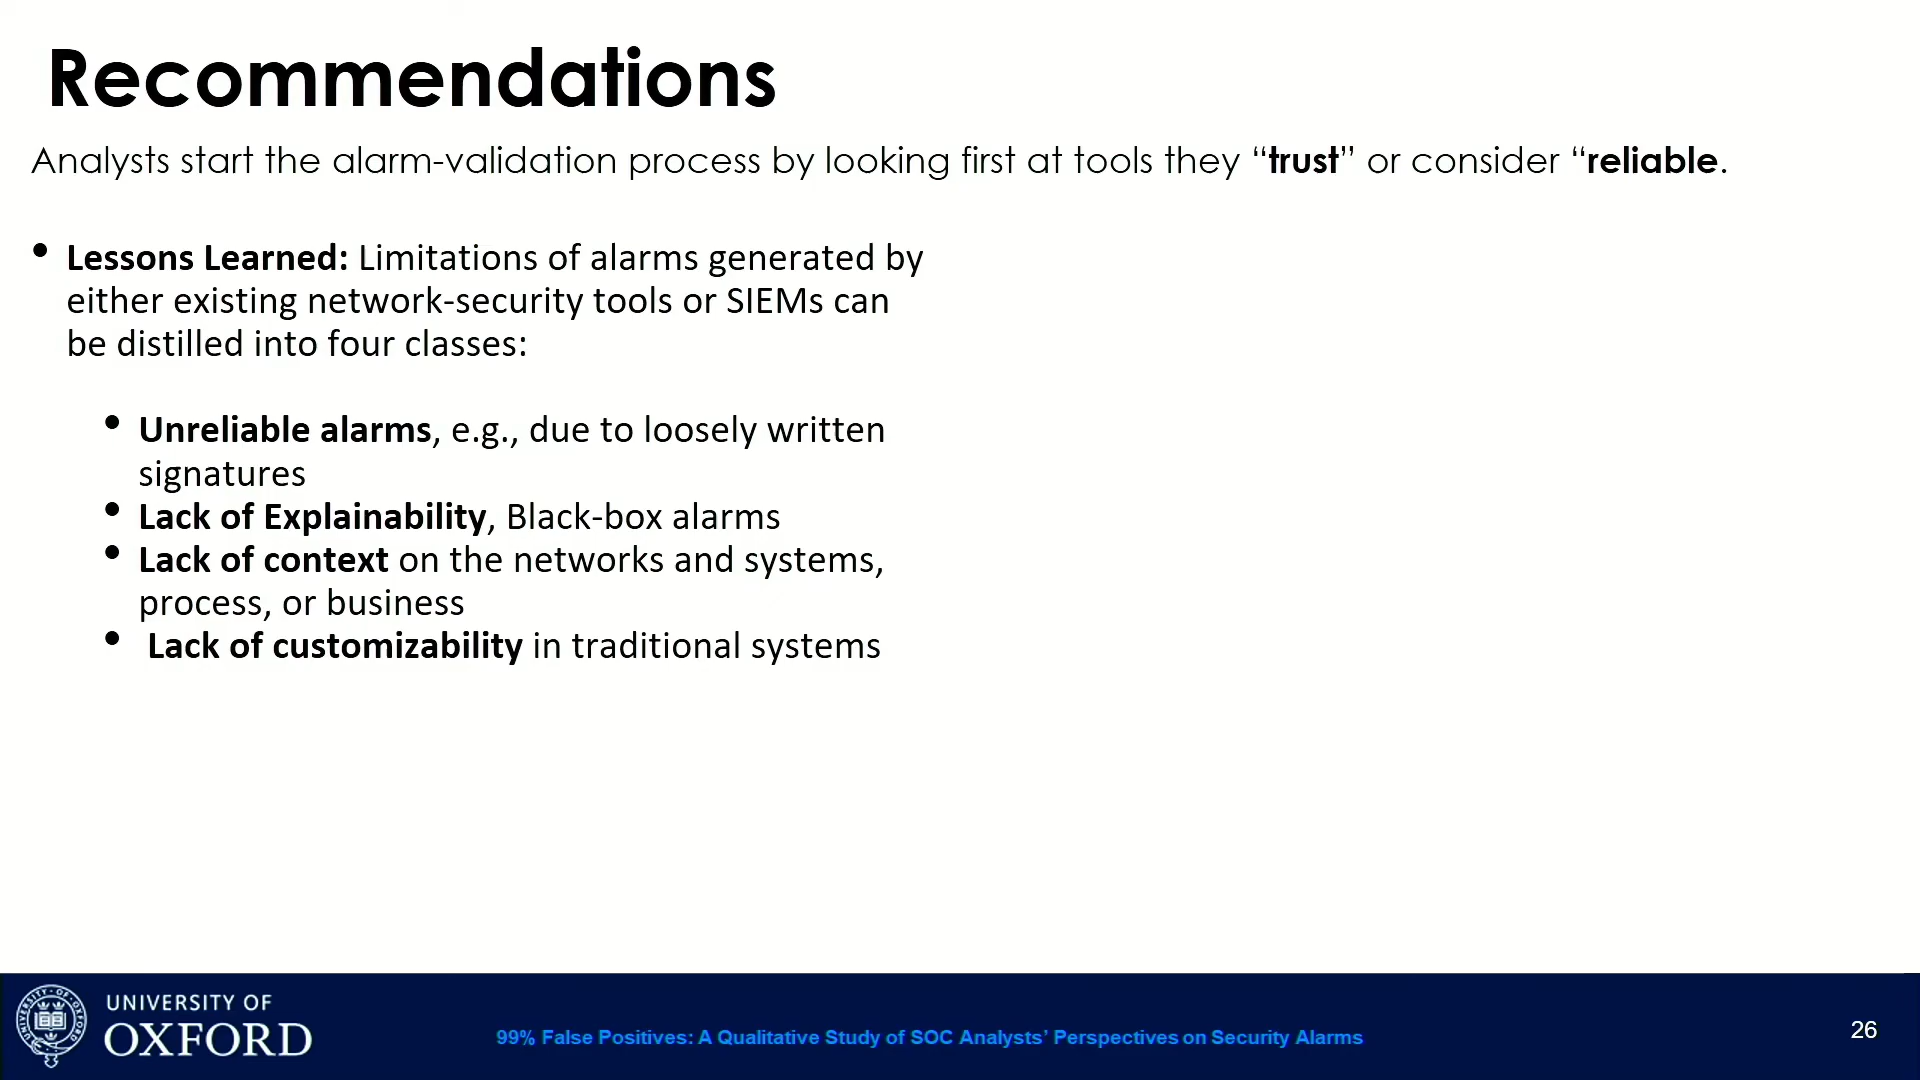 Recommendations
Analysts start the alarm-validation process by looking first at tools they “trust” or consider “reliable.
• Lessons Learned: Limitations of alarms generated by
either existing network-security tools or SIEMs can
be distilled into four classes:
• Unreliable alarms, e.g., due to loosely written
signatures
• Lack of Explainability, Black-box alarms
• Lack of context on the networks and systems,
process, or business
• Lack of customizability in traditional systems
UNIVERSITY OF
OXFORD
99% False Positives: A Qualitative Study of SOC Analysts’ Perspectives on Security Alarms
26